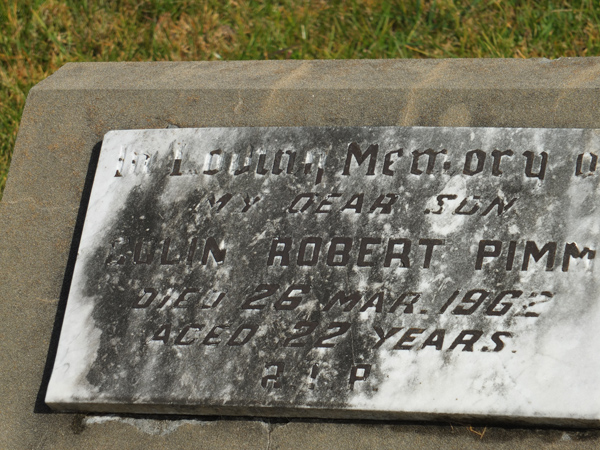 In Loving Memory o
MY DEAR SON
COLIN ROBERT PIMM
DIED 26 MAR. 1962
AGED 22 YEARS.
R.I.P.